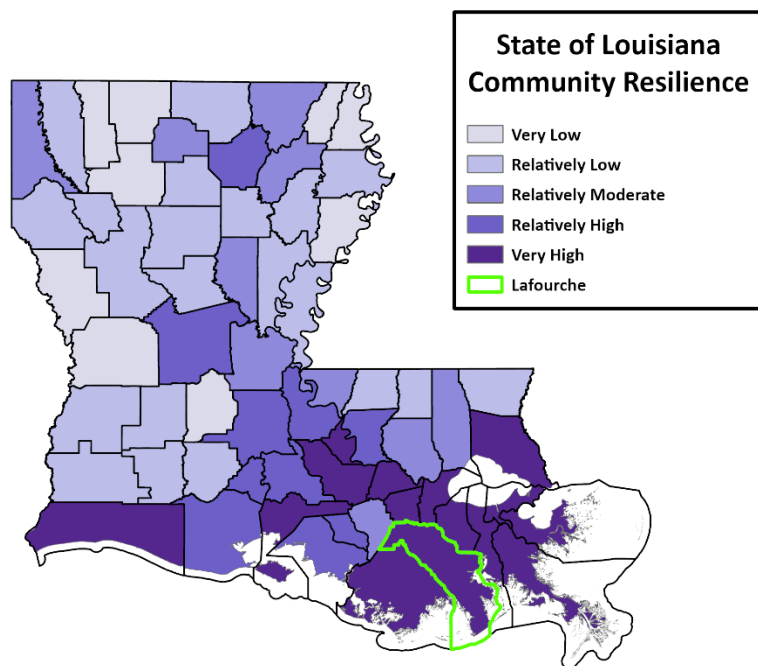 State of Louisiana
Community Resilience
Very Low
Relatively Low
Relatively Moderate
Relatively High
Very High
Lafourche